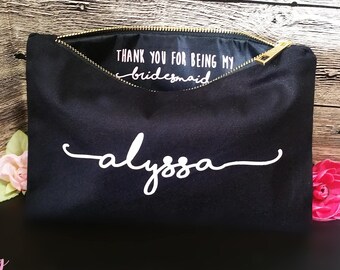 THANK YOU FOR BEING MY
bridesmaid
alyssa